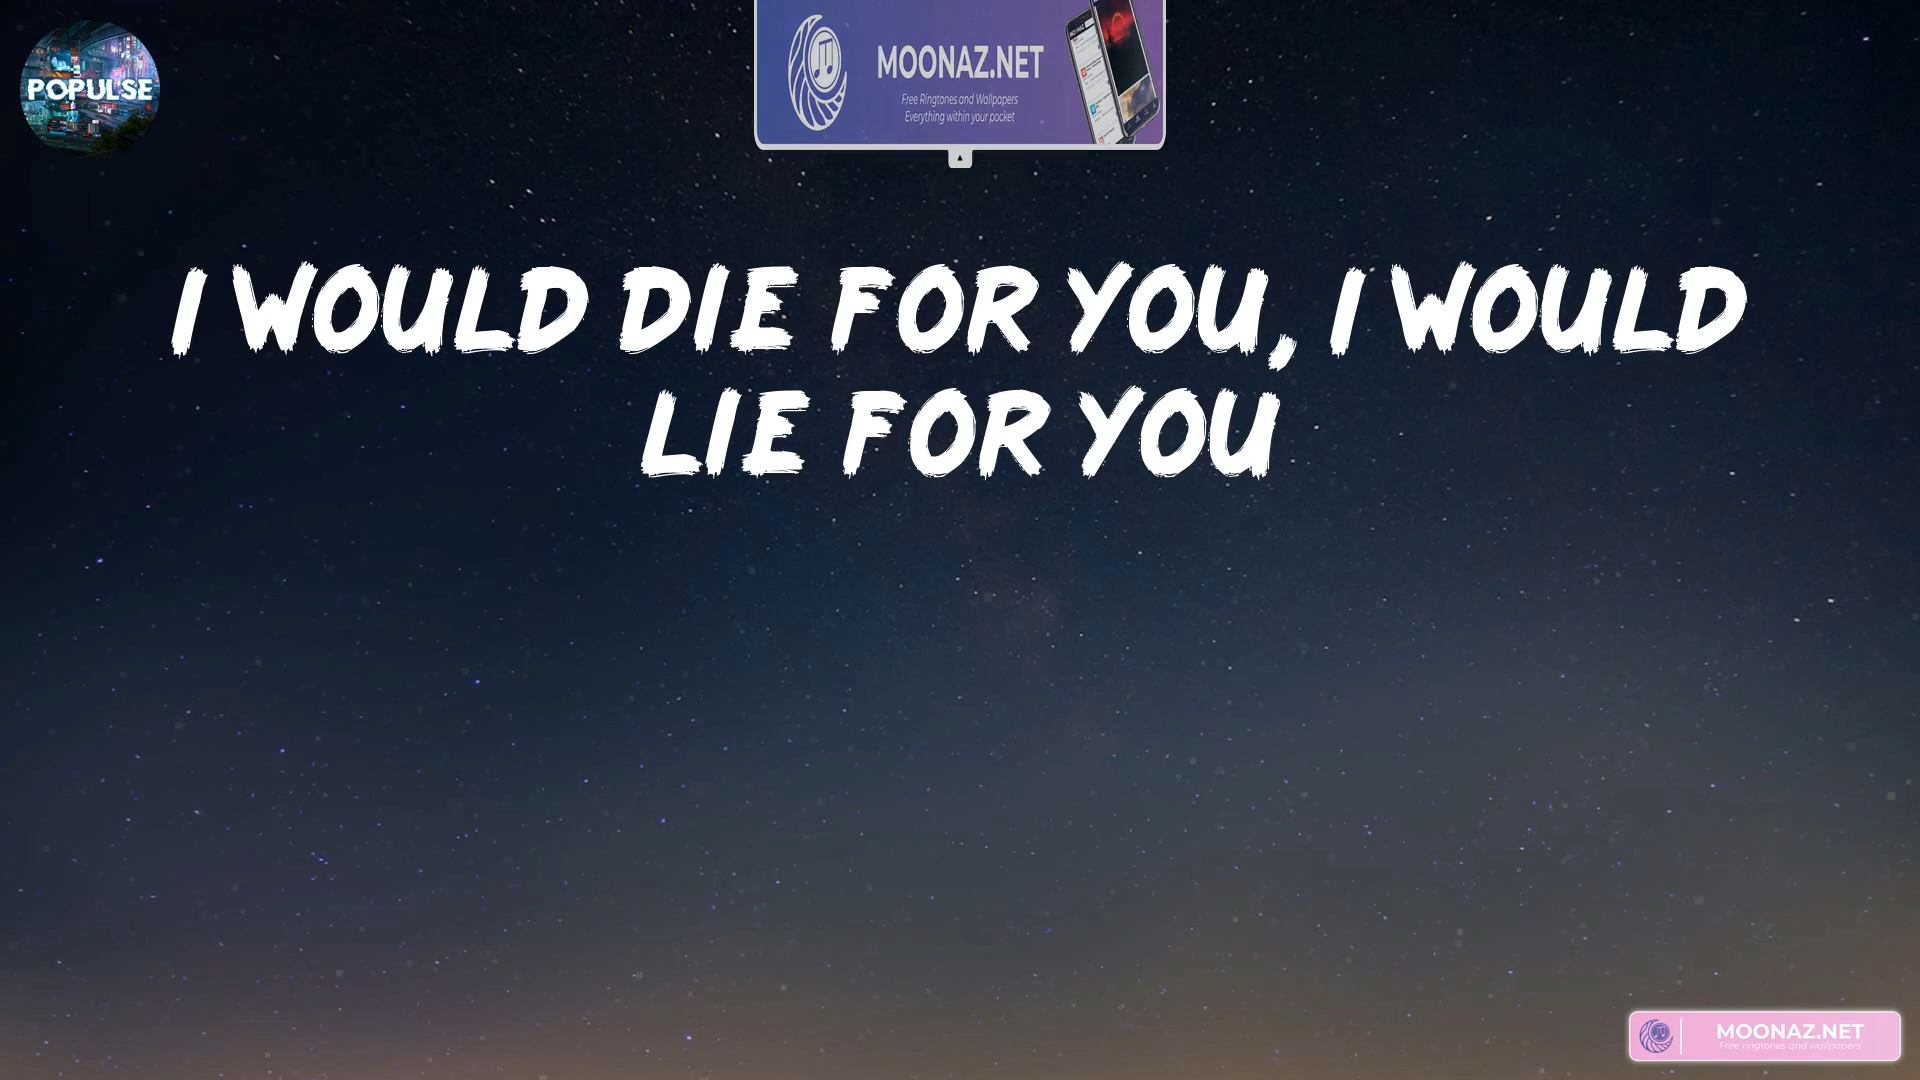 POPULSE
MOONAZ.NET
Free Ringtones and Wallpapers
Everything within your pocket
I WOULD DIE FOR YOU, I WOULD
LIE FOR YOU
MOONAZ.NET
Free ringtones and wallpapers